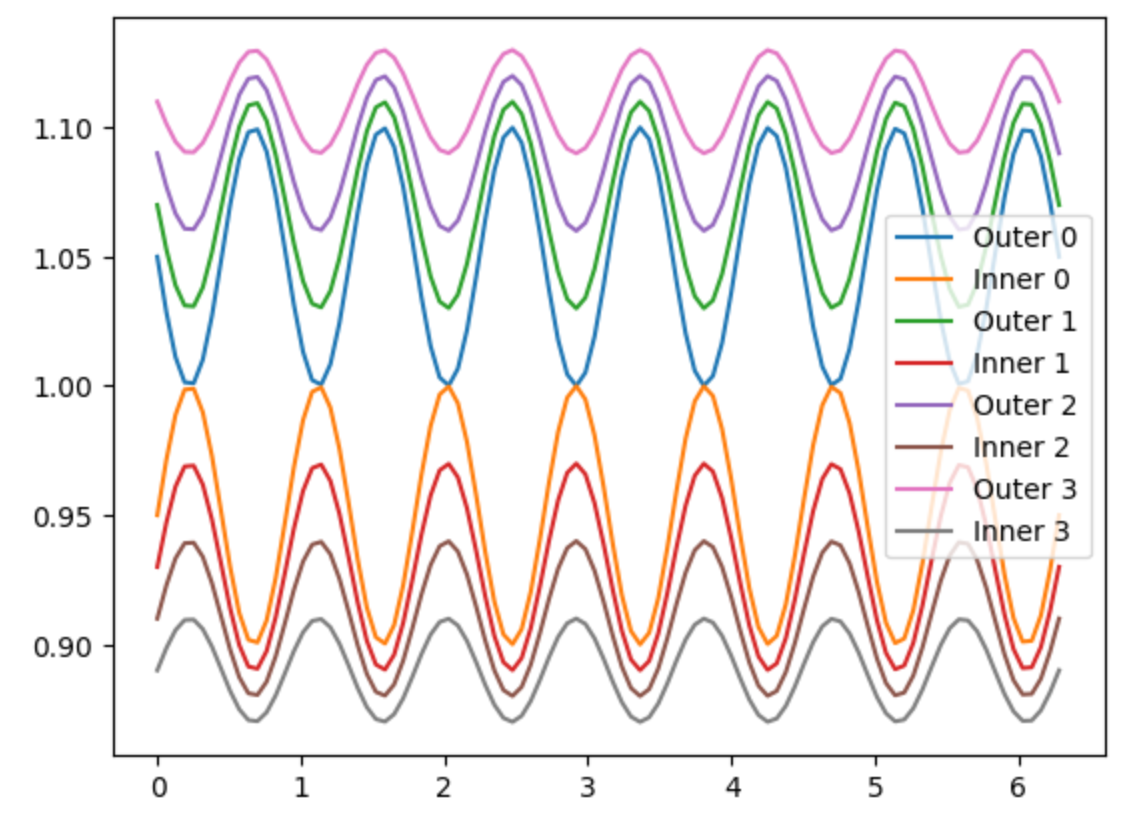 1.10
1.05
1.00
0.95
0.90
Outer 0
Inner 0
Outer 1
Inner 1
Outer 2
Inner 2
Outer 3
Inner 3
0 1 2 3 4 5 6